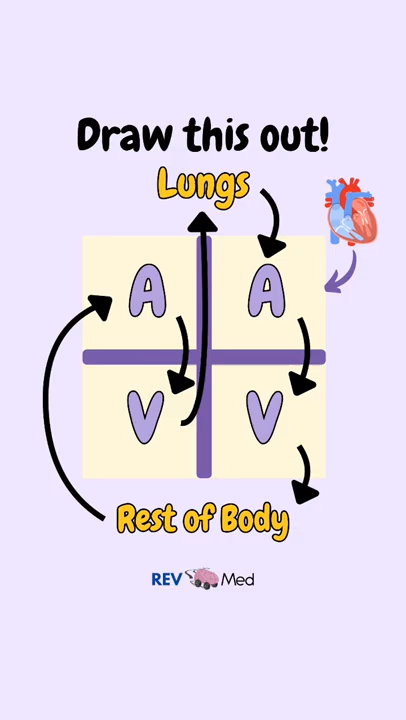 Draw this out!
Lungs
A A
V V
Rest of Body
REV Med